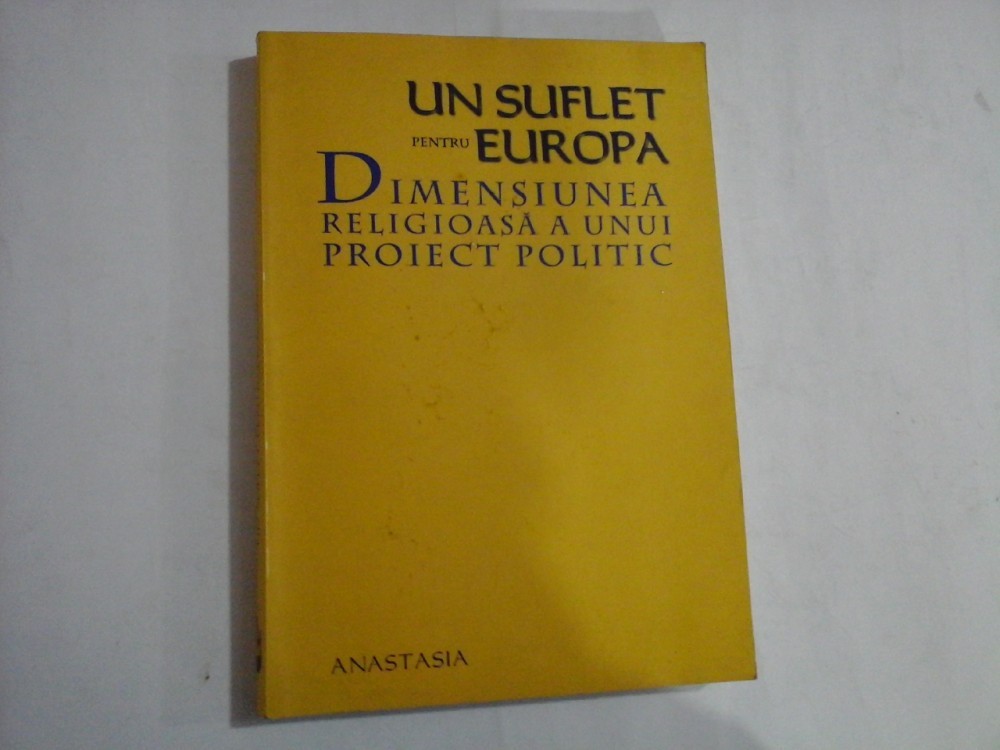 UN SUFLET
PENTRU EUROPA
DIMENSIUNEA
RELIGIOASĂ A UNUI
PROIECT POLITIC
ANASTASIA